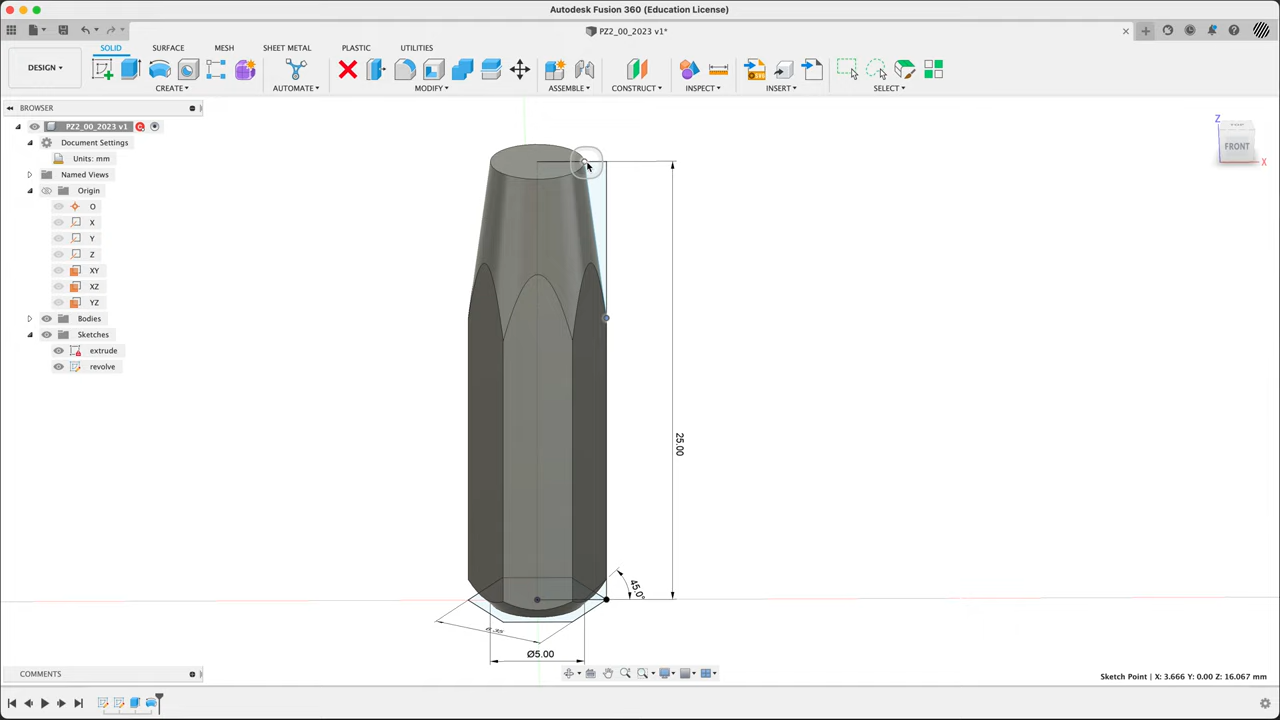 Autodesk Fusion 360 (Education License)
PZ2_00_2023 v1*
SOLID SURFACE MESH SHEET METAL PLASTIC UTILITIES
DESIGN
CREATE AUTOMATE MODIFY ASSEMBLE CONSTRUCT INSPECT INSERT SELECT
BROWSER
PZ2_00_2023 v1
Document Settings
Units: mm
Named Views
Origin
O
X
Y
Z
XY
XZ
YZ
Bodies
Sketches
extrude
revolve
Z
TOP
FRONT
X
25.00
45.0°
Ø5.00
COMMENTS
Sketch Point | X: 3.666 Y: 0.00 Z: 16.067 mm